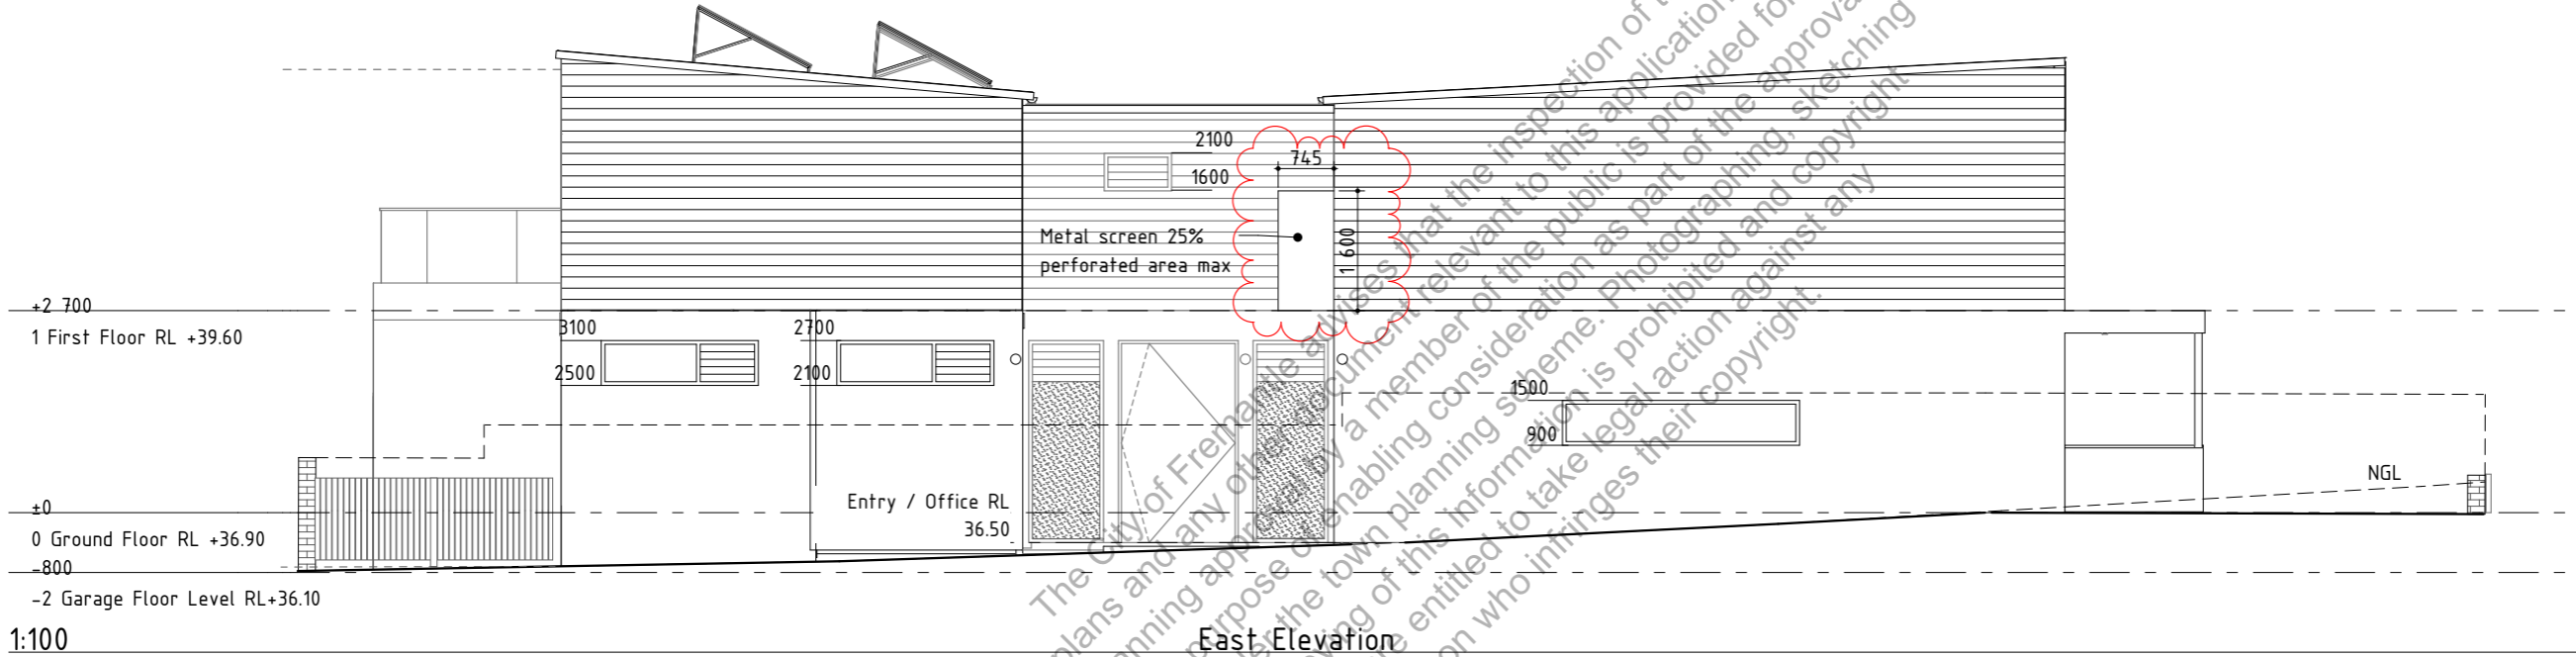 2100
745
1600
Metal screen 25%
perforated area max
1 600
+2 700
1 First Floor RL +39.60
3100
2700
2500
2100
1500
900
NGL
Entry / Office RL
36.50
±0
0 Ground Floor RL +36.90
-800
-2 Garage Floor Level RL+36.10
1:100
East Elevation
The City of Fremantle advises that the inspection of
plans and any other document relevant to this application
approval by a member of the public is provided for
purpose of enabling consideration as part of the approval
the town planning scheme. Photographing, sketching
of this information is prohibited and copyright
entitled to take legal action against any
who infringes their copyright.